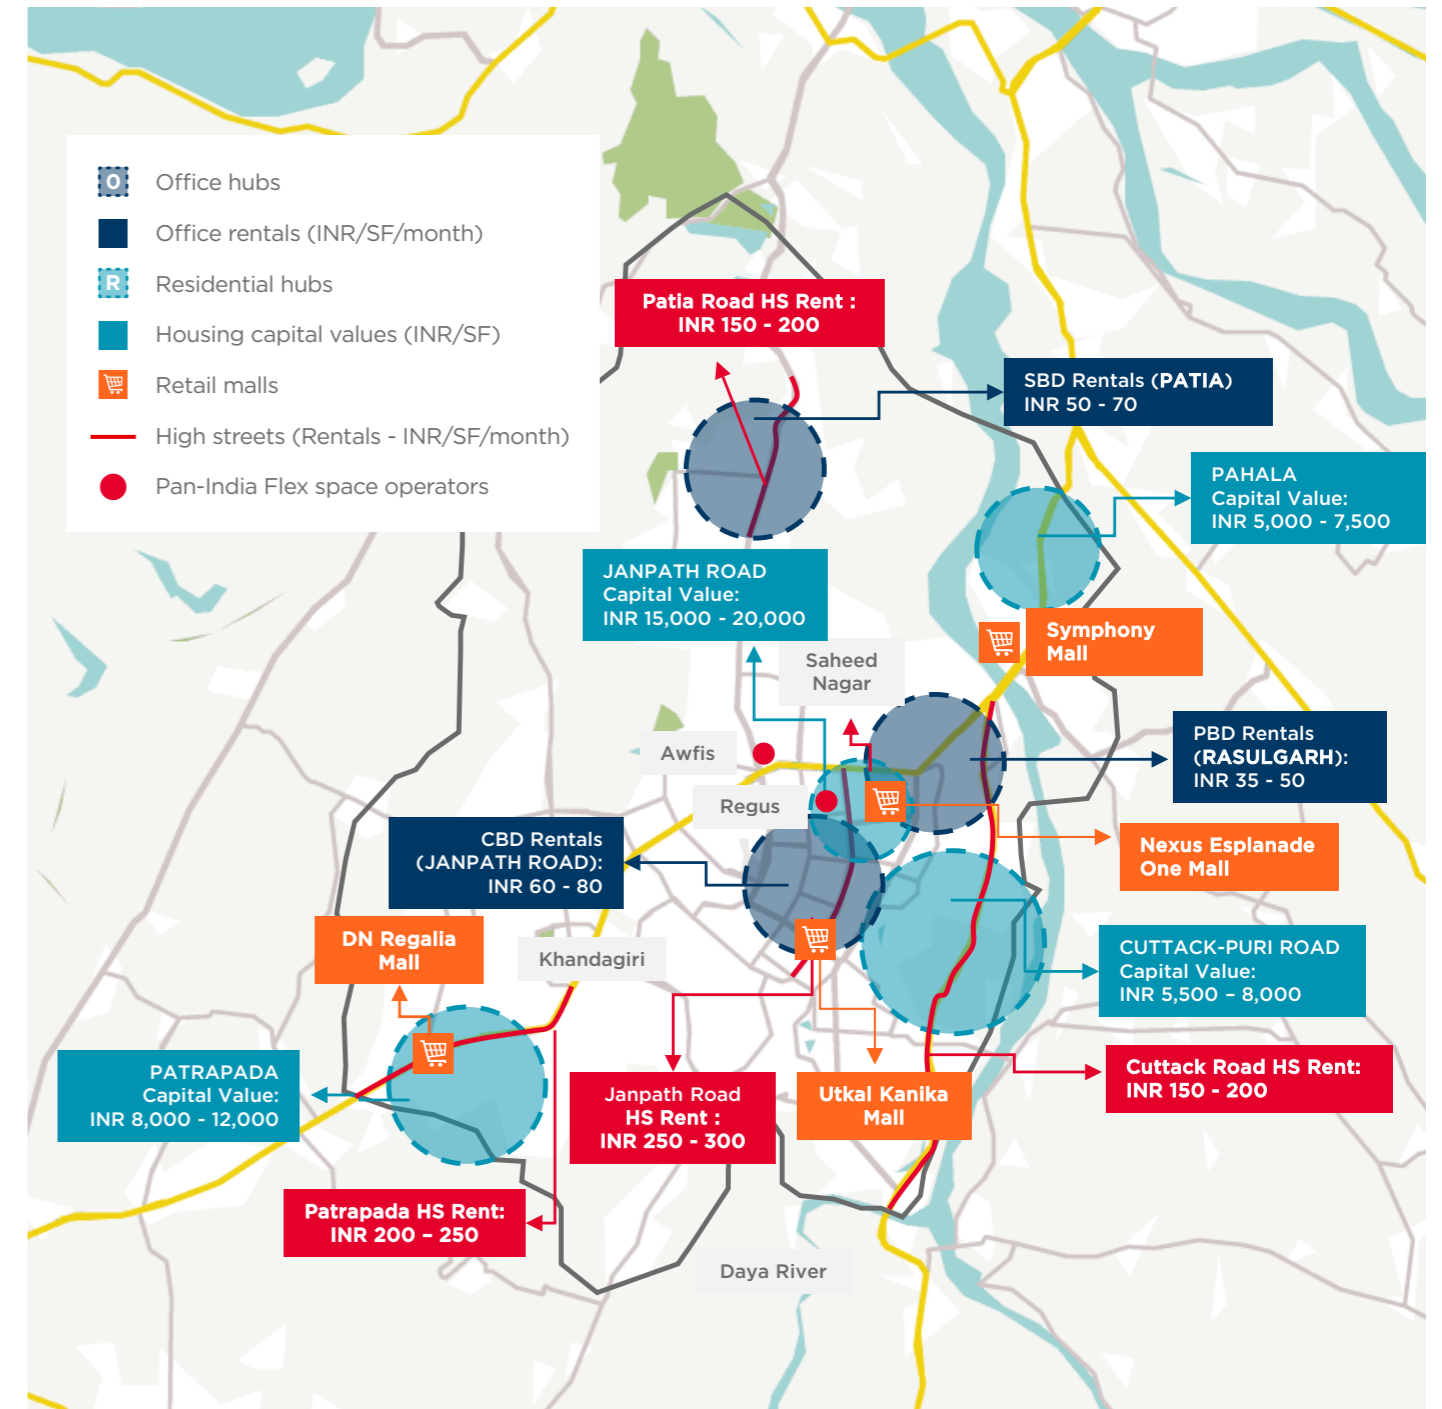 O
Office hubs
Office rentals (INR/SF/month)
R
Residential hubs
Housing capital values (INR/SF)
Retail malls
High streets (Rentals - INR/SF/month)
Pan-India Flex space operators
Patia Road HS Rent :
INR 150 - 200
SBD Rentals (PATIA)
INR 50 - 70
PAHALA
Capital Value:
INR 5,000 - 7,500
JANPATH ROAD
Capital Value:
INR 15,000 - 20,000
Symphony
Mall
Saheed
Nagar
Awfis
Regus
PBD Rentals
(RASULGARH):
INR 35 - 50
CBD Rentals
(JANPATH ROAD):
INR 60 - 80
Nexus Esplanade
One Mall
DN Regalia
Mall
Khandagiri
CUTTACK-PURI ROAD
Capital Value:
INR 5,500 – 8,000
PATRAPADA
Capital Value:
INR 8,000 - 12,000
Janpath Road
HS Rent :
INR 250 - 300
Utkal Kanika
Mall
Cuttack Road HS Rent:
INR 150 - 200
Patrapada HS Rent:
INR 200 – 250
Daya River